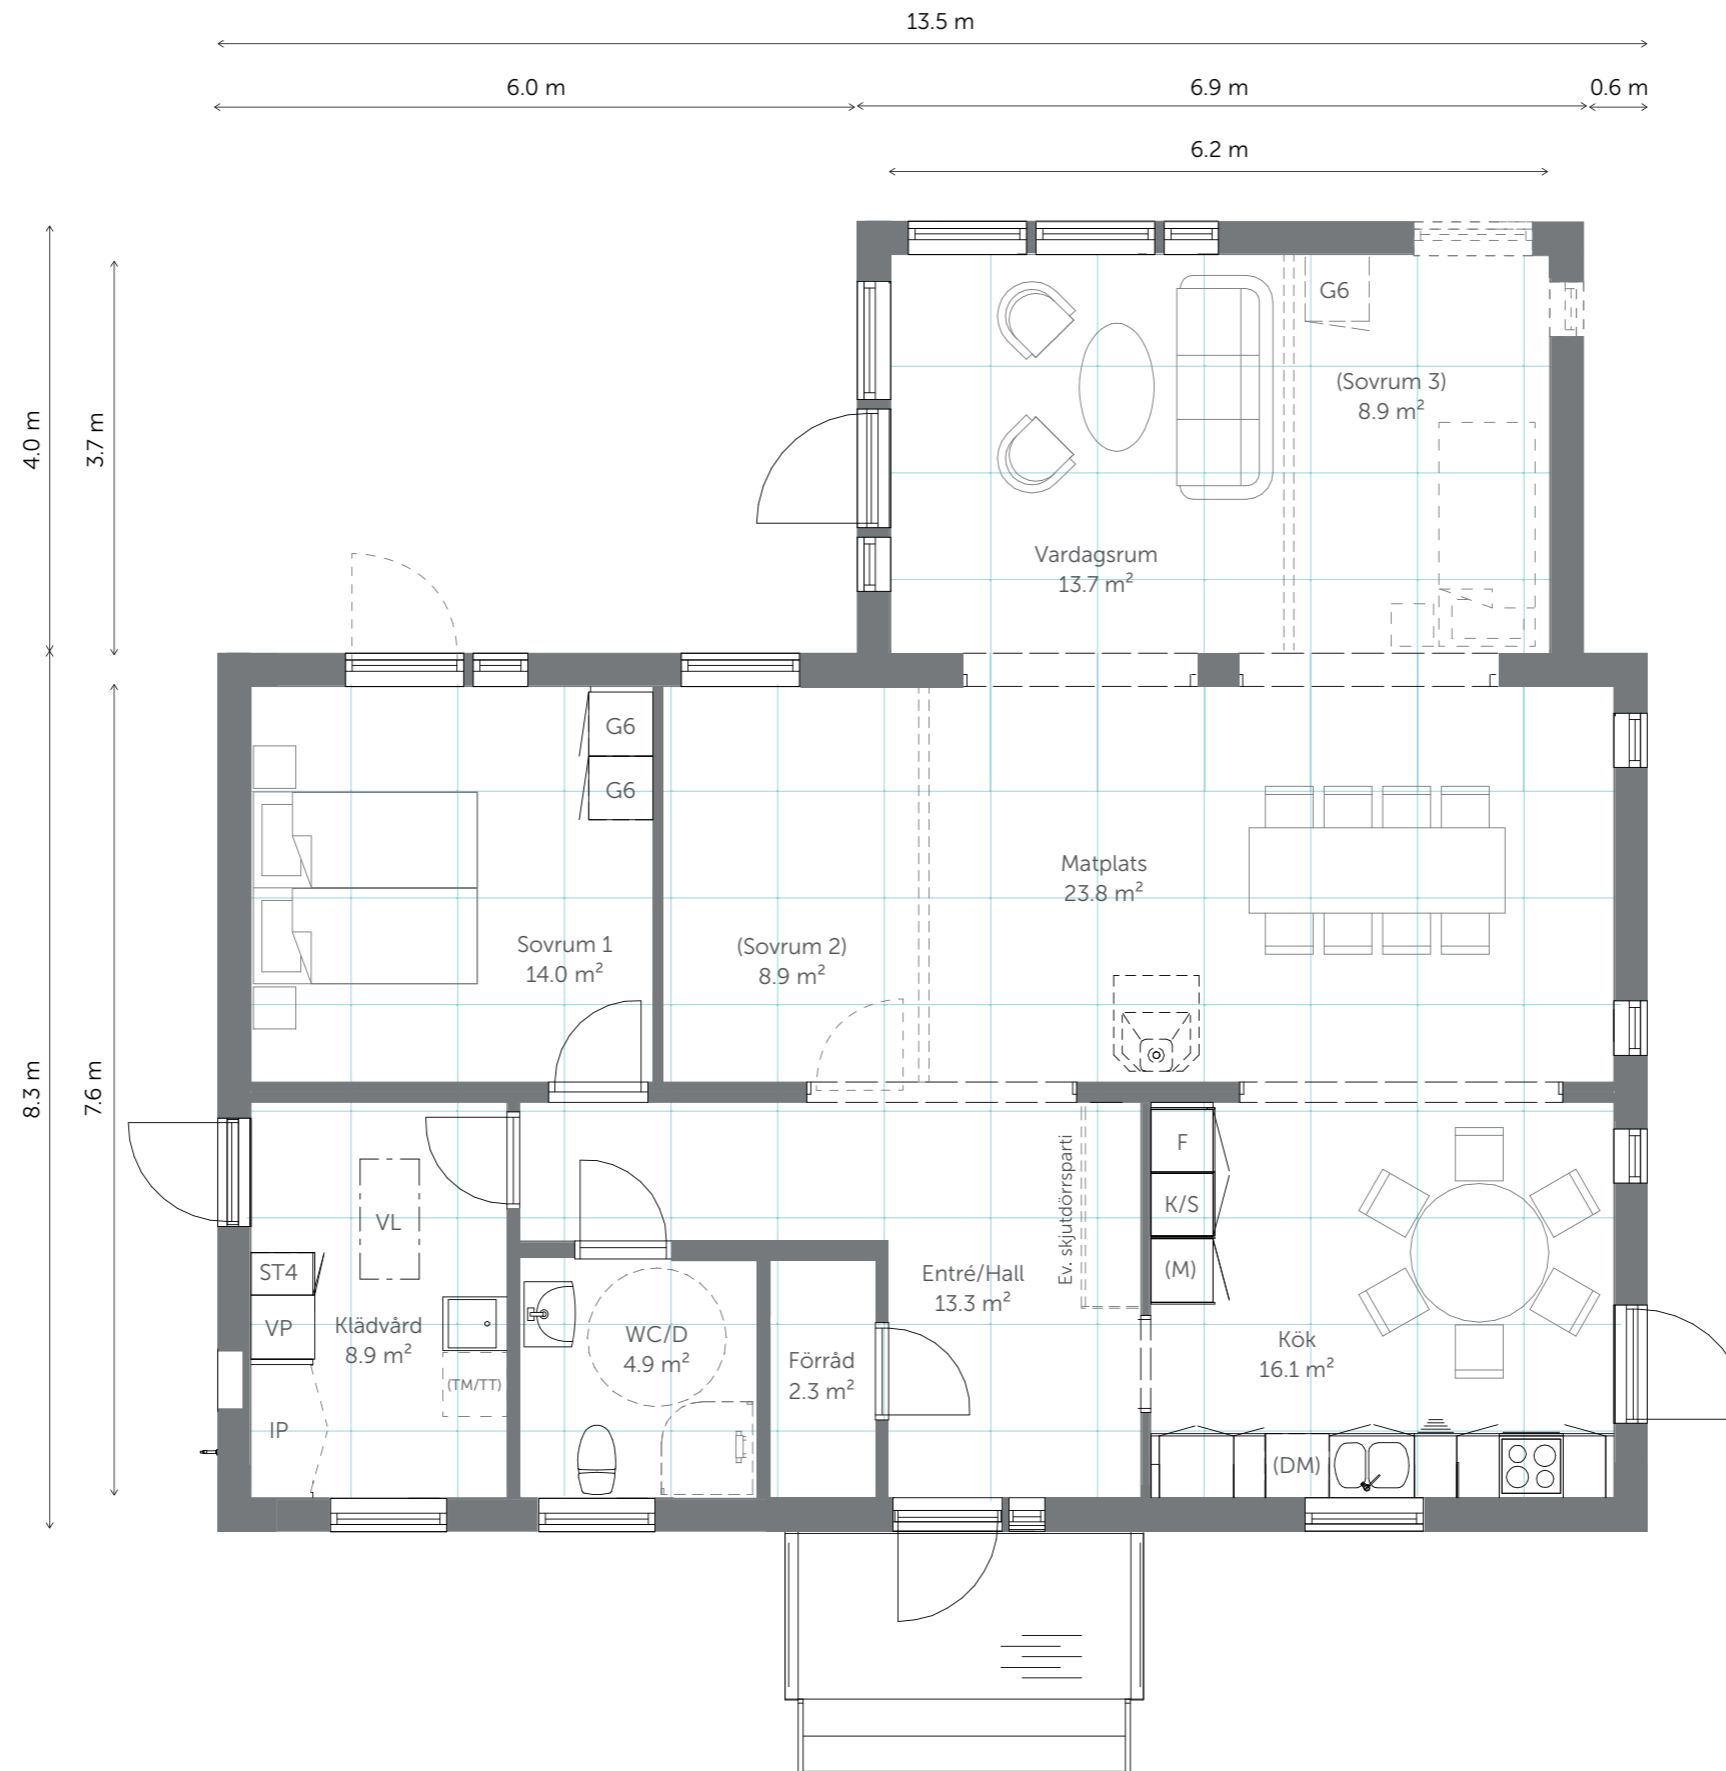 13.5 m
6.0 m
6.9 m
0.6 m
6.2 m
4.0 m
3.7 m
G6
(Sovrum 3)
8.9 m²
Vardagsrum
13.7 m²
G6
G6
Matplats
23.8 m²
Sovrum 1
14.0 m²
(Sovrum 2)
8.9 m²
8.3 m
7.6 m
F
K/S
(M)
Ev. skjutdörrsparti
VL
ST4
VP
Klädvård
8.9 m²
(TM/TT)
IP
WC/D
4.9 m²
Förråd
2.3 m²
Entré/Hall
13.3 m²
Kök
16.1 m²
(DM)